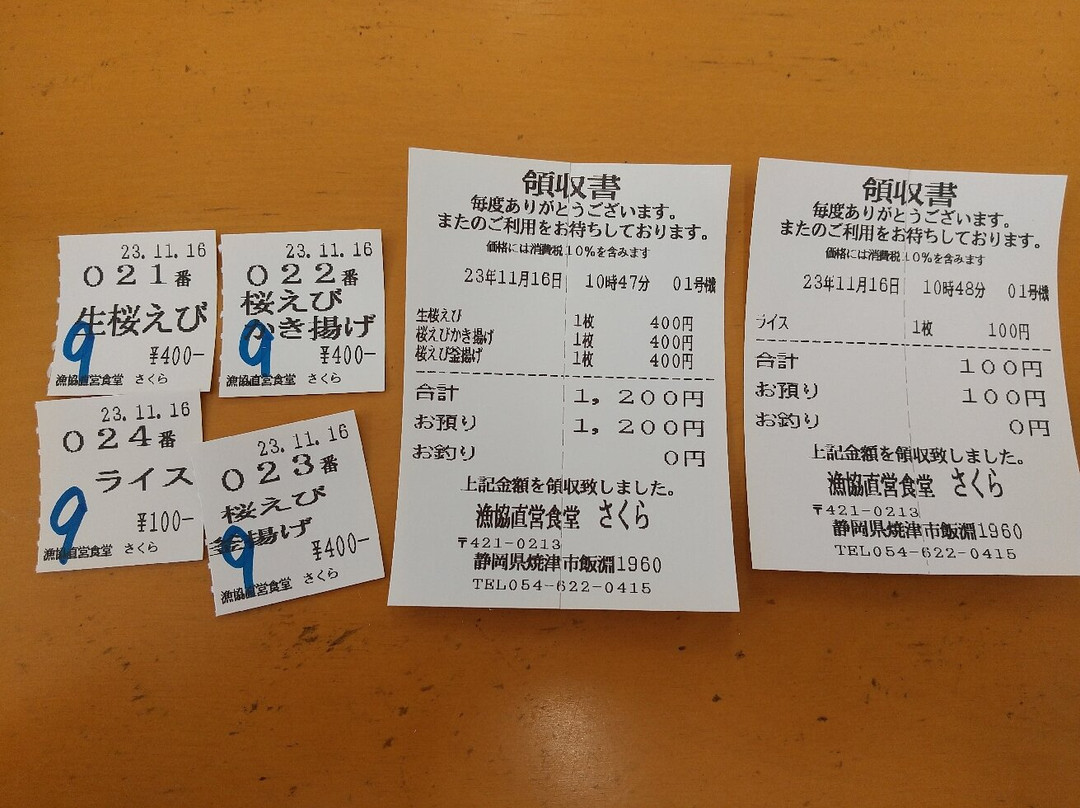 23.11.16
021番
生桜えび
9
¥400-
漁協直営食堂 さくら
23.11.16
022番
桜えび
かき揚げ
9
¥400-
漁協直営食堂 さくら
23.11.16
024番
ライス
9
¥100-
漁協直営食堂 さくら
23.11.16
023番
桜えび
釜揚げ
9
¥400-
漁協直営食堂 さくら
領収書
毎度ありがとうございます。
またのご利用をお待ちしております。
価格には消費税10%を含みます
23年11月16日 10時47分 01号機
生桜えび 1枚 400円
桜えびかき揚げ 1枚 400円
桜えび釜揚げ 1枚 400円
合計 1,200円
お預り 1,200円
お釣り 0円
上記金額を領収致しました。
漁協直営食堂 さくら
〒421-0213
静岡県焼津市飯淵1960
TEL054-622-0415
領収書
毎度ありがとうございます。
またのご利用をお待ちしております。
価格には消費税10%を含みます
23年11月16日 10時48分 01号機
ライス 1枚 100円
合計 100円
お預り 100円
お釣り 0円
上記金額を領収致しました。
漁協直営食堂 さくら
〒421-0213
静岡県焼津市飯淵1960
TEL054-622-0415